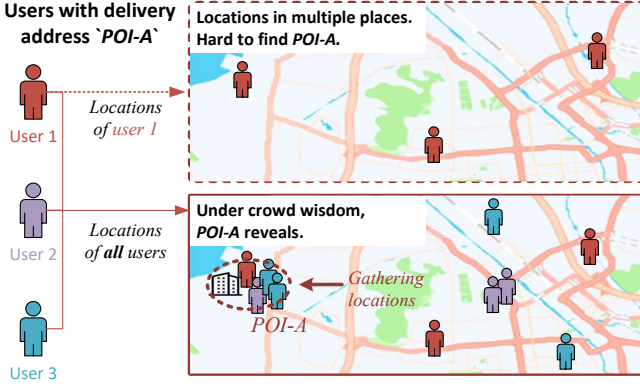 Users with delivery
address `POI-A`
User 1
User 2
User 3
Locations
of user 1
Locations
of all users
Locations in multiple places.
Hard to find POI-A.
Under crowd wisdom,
POI-A reveals.
Gathering
locations
POI-A